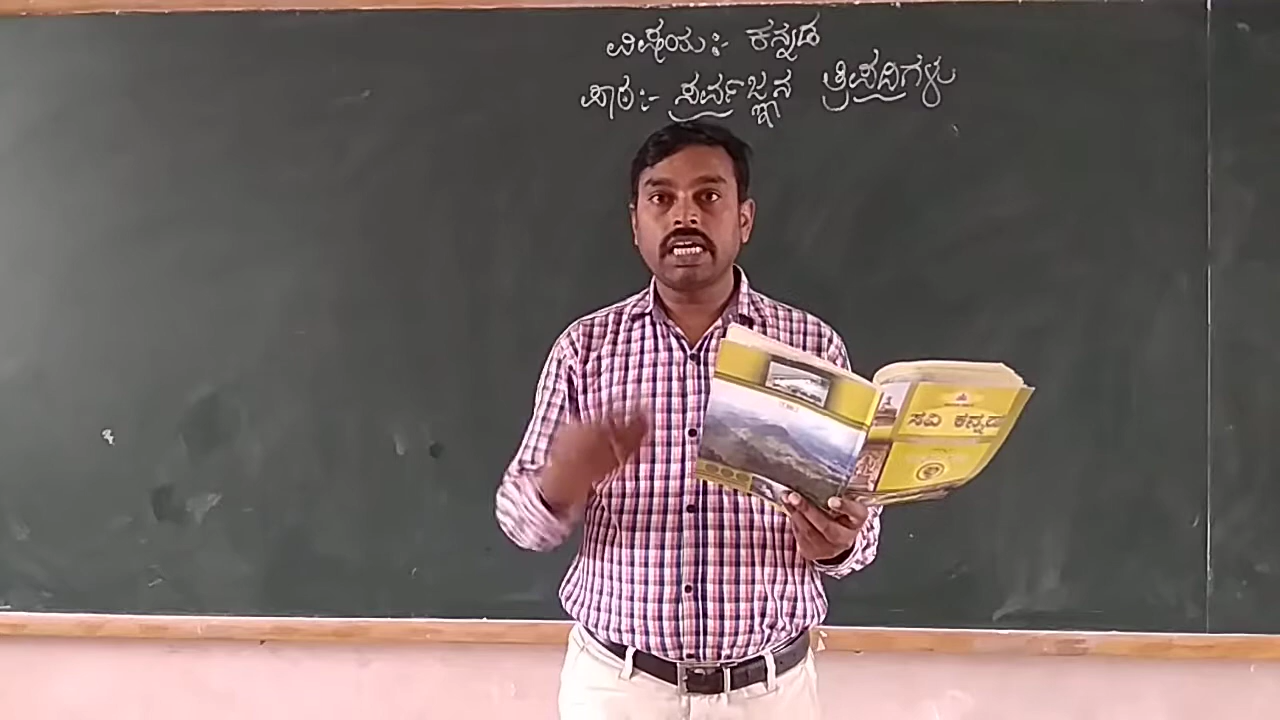 ವಿಷಯ:- ಕನ್ನಡ
ಪಾಠ:- ಸರ್ವಜ್ಞನ ತ್ರಿಪದಿಗಳು
ಸವಿ ಕನ್ನಡ